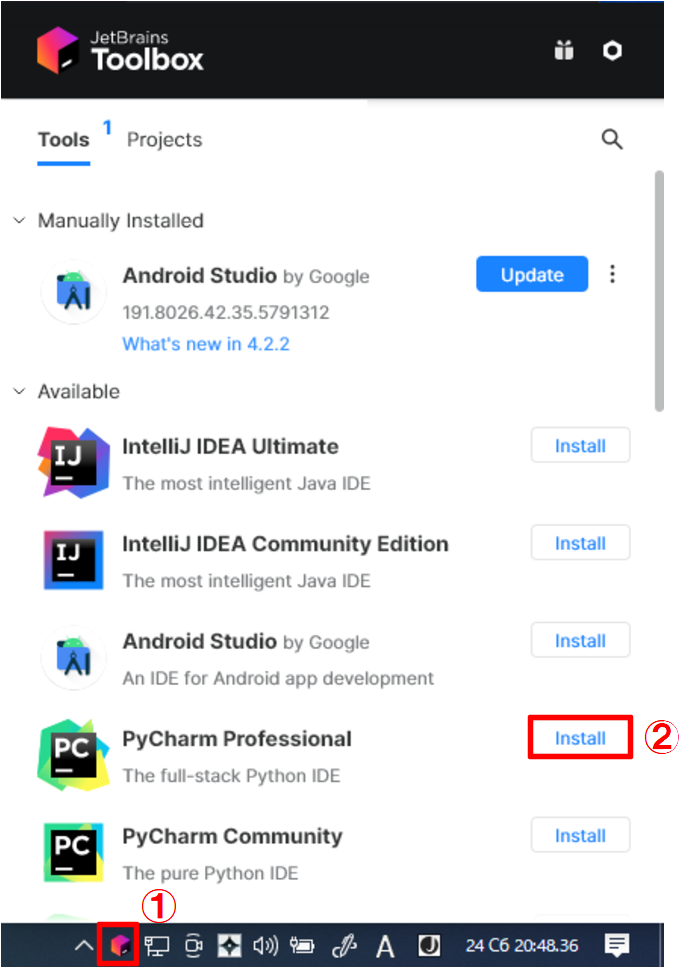 JetBrains
Toolbox
Tools 1 Projects
Manually Installed
Android Studio by Google Update
191.8026.42.35.5791312
What's new in 4.2.2
Available
IJ IntelliJ IDEA Ultimate Install
The most intelligent Java IDE
IJ IntelliJ IDEA Community Edition Install
The most intelligent Java IDE
Android Studio by Google Install
An IDE for Android app development
PC PyCharm Professional Install ②
The full-stack Python IDE
PC PyCharm Community Install
The pure Python IDE
①
A J 24 Сб 20:48.36